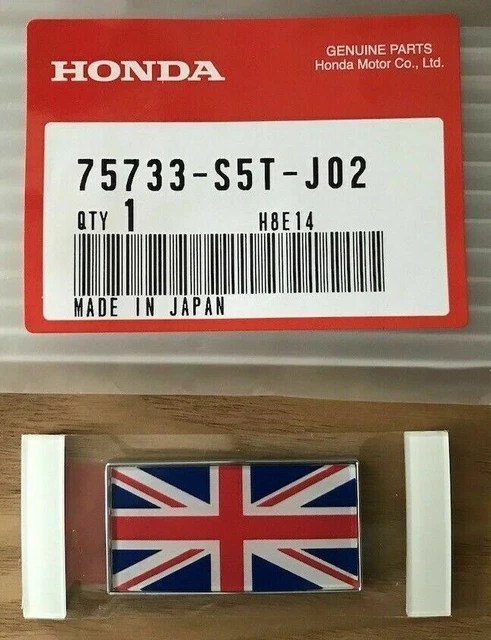 HONDA
GENUINE PARTS
Honda Motor Co., Ltd.
75733-S5T-J02
QTY 1 H8E14
MADE IN JAPAN